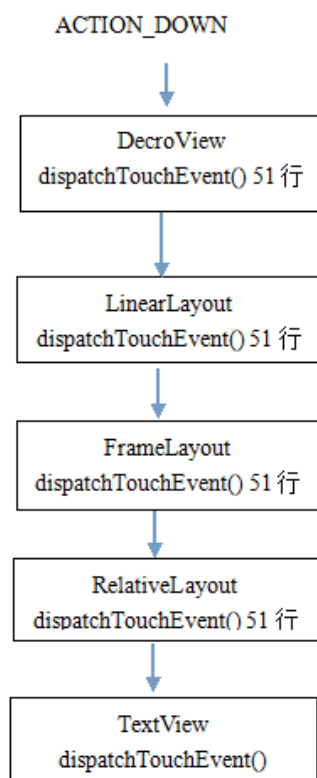 ACTION_DOWN
DecroView
dispatchTouchEvent() 51 行
LinearLayout
dispatchTouchEvent() 51 行
FrameLayout
dispatchTouchEvent() 51 行
RelativeLayout
dispatchTouchEvent() 51 行
TextView
dispatchTouchEvent()